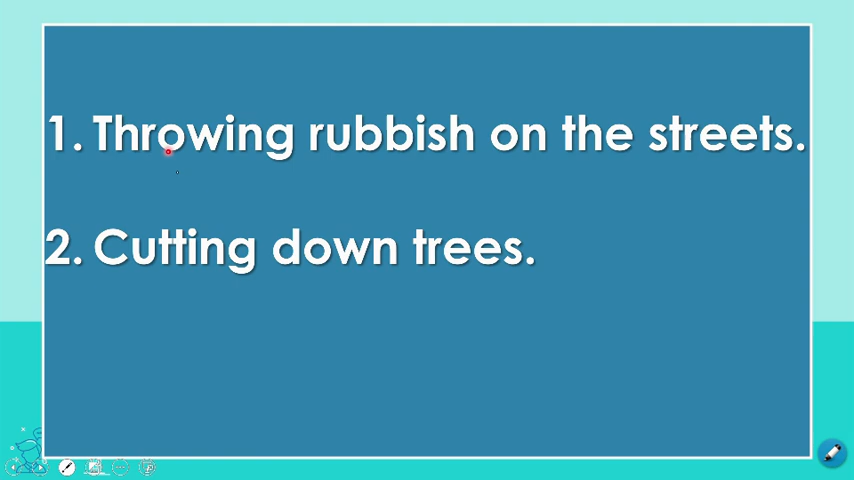 1. Throwing rubbish on the streets.
2. Cutting down trees.